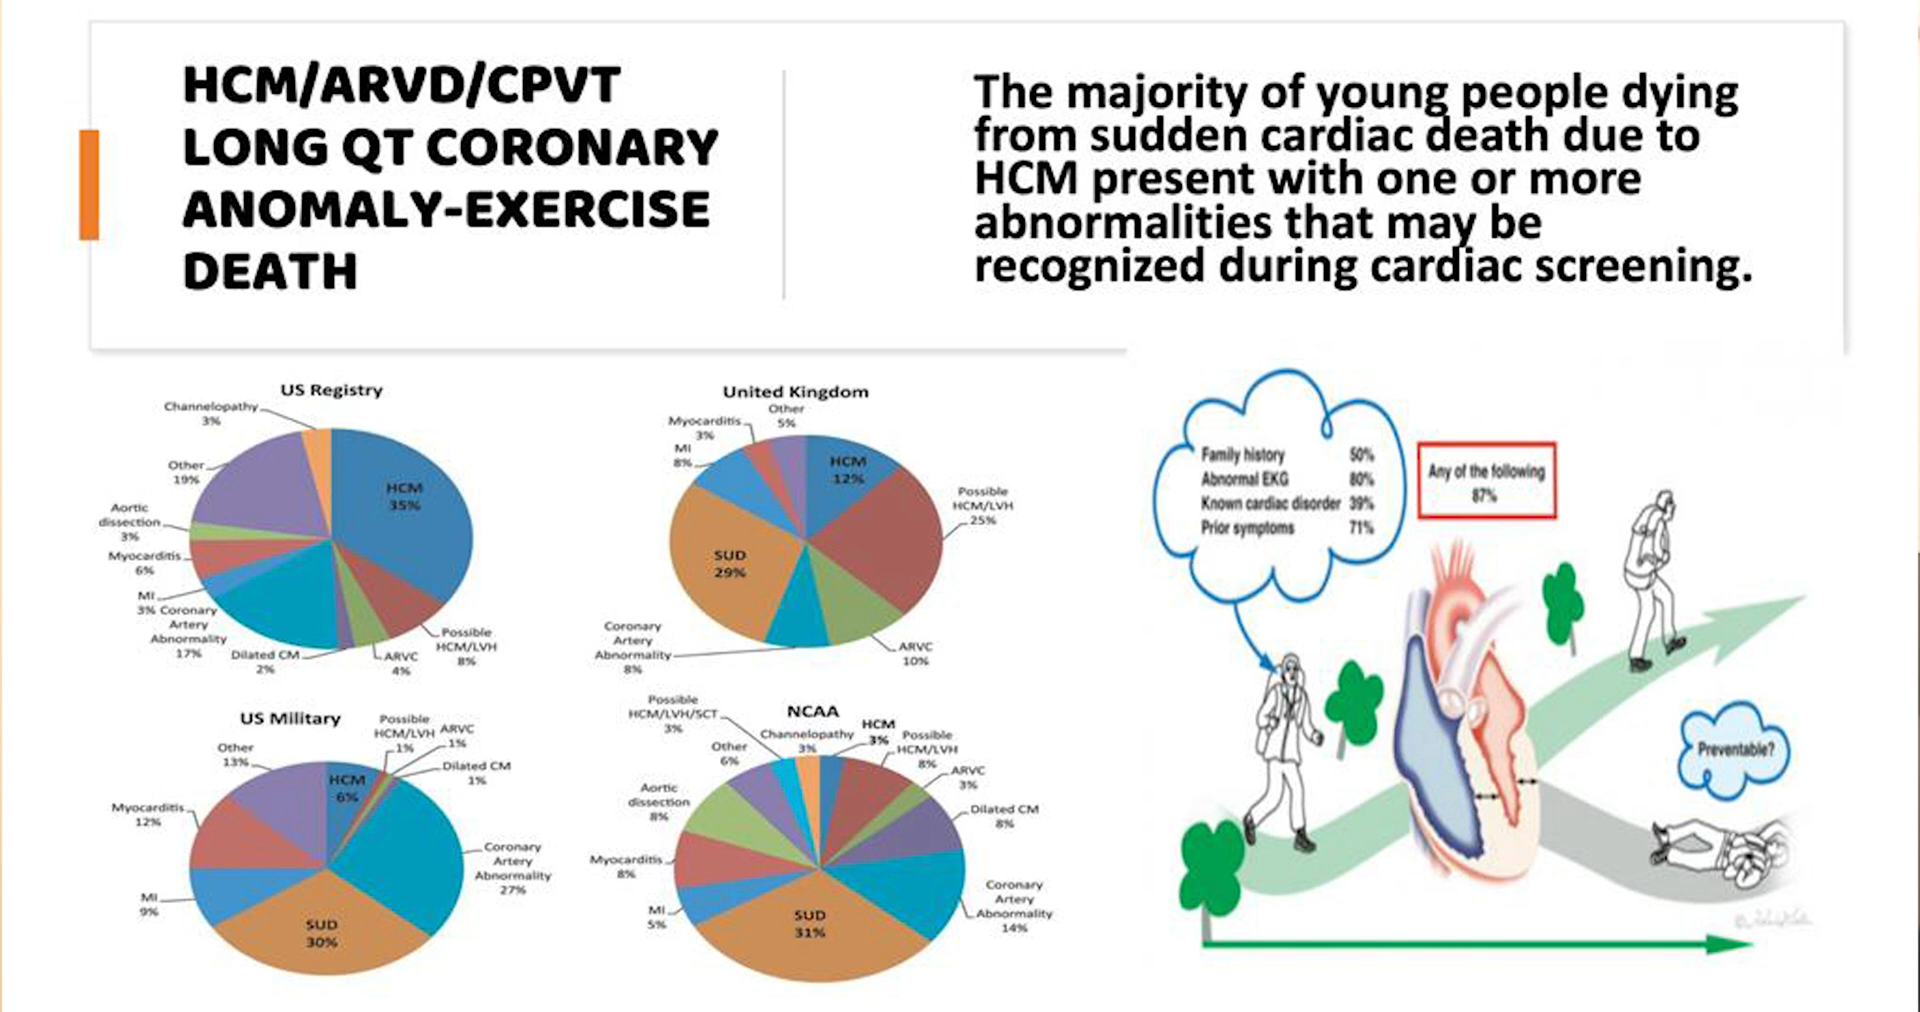 HCM/ARVD/CPVT
LONG QT CORONARY
ANOMALY-EXERCISE
DEATH
The majority of young people dying
from sudden cardiac death due to
HCM present with one or more
abnormalities that may be
recognized during cardiac screening.
US Registry
Channelopathy
3%
Other
19%
Aortic
dissection
3%
Myocarditis
6%
MI
3%
Coronary
Artery
Abnormality
17%
Dilated CM
2%
ARVC
4%
Possible
HCM/LVH
8%
HCM
35%
United Kingdom
Other
5%
Myocarditis
3%
MI
8%
HCM
12%
Possible
HCM/LVH
25%
SUD
29%
Coronary
Artery
Abnormality
8%
ARVC
10%
US Military
Possible
HCM/LVH
1%
ARVC
1%
Dilated CM
1%
Other
13%
HCM
6%
Myocarditis
12%
Coronary
Artery
Abnormality
27%
MI
9%
SUD
30%
NCAA
Possible
HCM/LVH/SCT
3%
Channelopathy
3%
HCM
3%
Possible
HCM/LVH
8%
Other
6%
ARVC
3%
Aortic
dissection
8%
Dilated CM
8%
Myocarditis
8%
Coronary
Artery
Abnormality
14%
MI
5%
SUD
31%
Family history 50%
Abnormal EKG 80%
Known cardiac disorder 39%
Prior symptoms 71%
Any of the following
87%
Preventable?